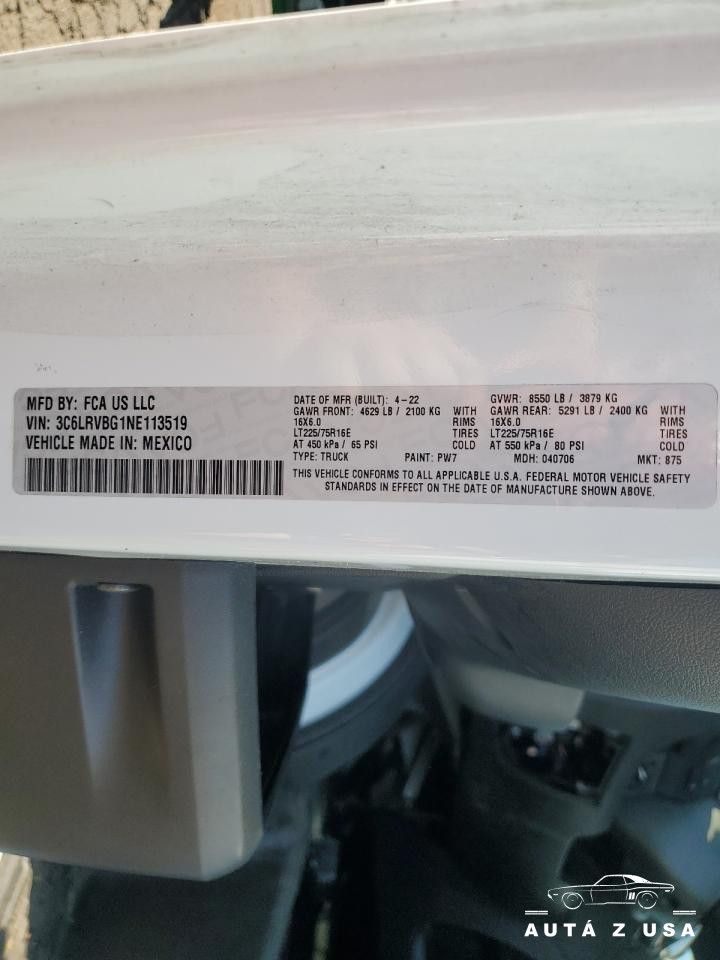 MFD BY: FCA US LLC
VIN: 3C6LRVBG1NE113519
VEHICLE MADE IN: MEXICO
DATE OF MFR (BUILT): 4-22 GVWR: 8550 LB / 3879 KG
GAWR FRONT: 4629 LB / 2100 KG WITH GAWR REAR: 5291 LB / 2400 KG WITH
16X6.0 RIMS 16X6.0 RIMS
LT225/75R16E TIRES LT225/75R16E TIRES
AT 450 kPa / 65 PSI COLD AT 550 kPa / 80 PSI COLD
TYPE: TRUCK PAINT: PW7 MDH: 040706 MKT: 875
THIS VEHICLE CONFORMS TO ALL APPLICABLE U.S.A. FEDERAL MOTOR VEHICLE SAFETY
STANDARDS IN EFFECT ON THE DATE OF MANUFACTURE SHOWN ABOVE.
AUTÁ Z USA